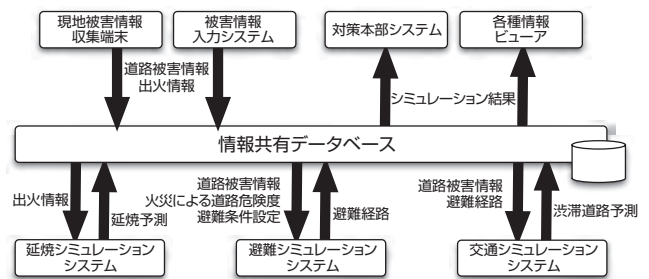 現地被害情報
収集端末
被害情報
入力システム
対策本部システム
各種情報
ビューア
道路被害情報
出火情報
シミュレーション結果
情報共有データベース
出火情報
延焼予測
道路被害情報
火災による道路危険度
避難条件設定
避難経路
道路被害情報
避難経路
渋滞道路予測
延焼シミュレーション
システム
避難シミュレーション
システム
交通シミュレーション
システム